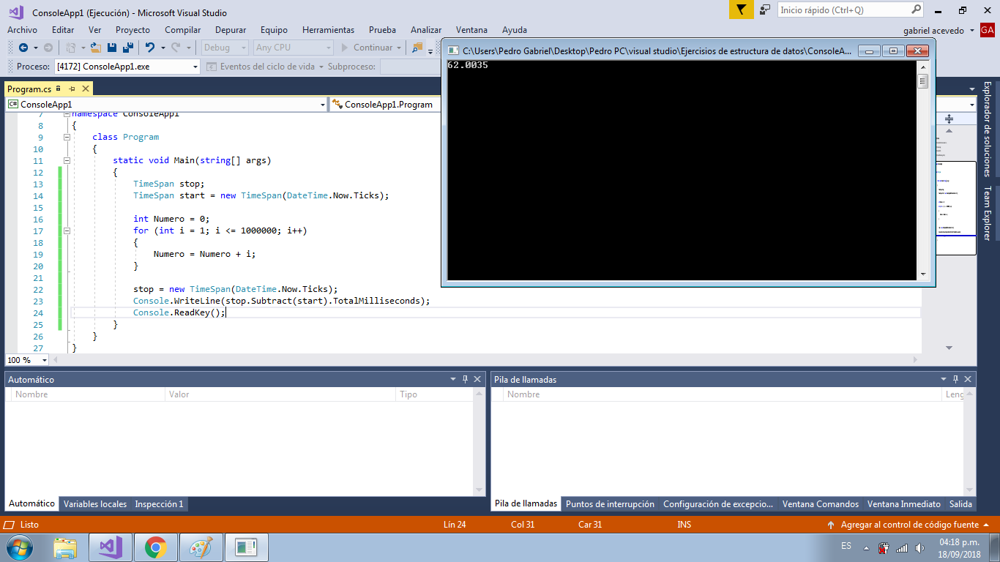 ConsoleApp1 (Ejecución) - Microsoft Visual Studio
Inicio rápido (Ctrl+Q)
Archivo Editar Ver Proyecto Compilar Depurar Equipo Herramientas Prueba Analizar Ventana Ayuda
gabriel acevedo GA
Debug Any CPU Continuar
Proceso: [4172] ConsoleApp1.exe Eventos del ciclo de vida Subproceso:
C:\Users\Pedro Gabriel\Desktop\Pedro PC\visual studio\Ejercisios de estructura de datos\ConsoleA...
62.0035
Program.cs
C# ConsoleApp1 ConsoleApp1.Program
7 namespace ConsoleApp1
8 {
9 class Program
10 {
11 static void Main(string[] args)
12 {
13 TimeSpan stop;
14 TimeSpan start = new TimeSpan(DateTime.Now.Ticks);
15
16 int Numero = 0;
17 for (int i = 1; i <= 1000000; i++)
18 {
19 Numero = Numero + i;
20 }
21
22 stop = new TimeSpan(DateTime.Now.Ticks);
23 Console.WriteLine(stop.Subtract(start).TotalMilliseconds);
24 Console.ReadKey();
25 }
26 }
27 }
Explorador de soluciones
Team Explorer
100 %
Automático
Nombre Valor Tipo
Pila de llamadas
Nombre Leng
Automático Variables locales Inspección 1
Pila de llamadas Puntos de interrupción Configuración de excepcio... Ventana Comandos Ventana Inmediato Salida
Listo Lín 24 Col 31 Car 31 INS Agregar al control de código fuente
ES
04:18 p.m.
18/09/2018